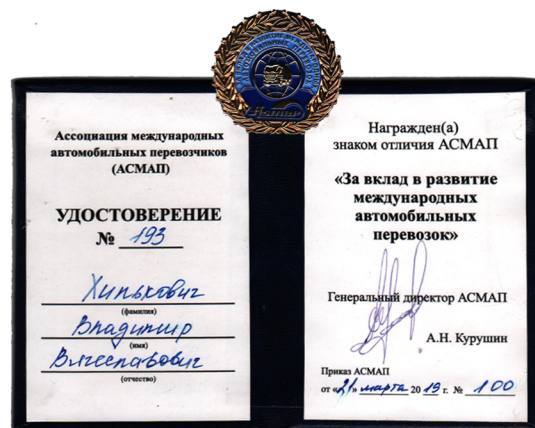 Ассоциация международных
автомобильных перевозчиков
(АСМАП)
УДОСТОВЕРЕНИЕ
№ 193
Хилькович
(фамилия)
Владимир
(имя)
Вячеславович
(отчество)
Награжден(а)
знаком отличия АСМАП
«За вклад в развитие
международных
автомобильных
перевозок»
Генеральный директор АСМАП
А.Н. Курушин
Приказ АСМАП
от «21» марта 2019 г. № 100